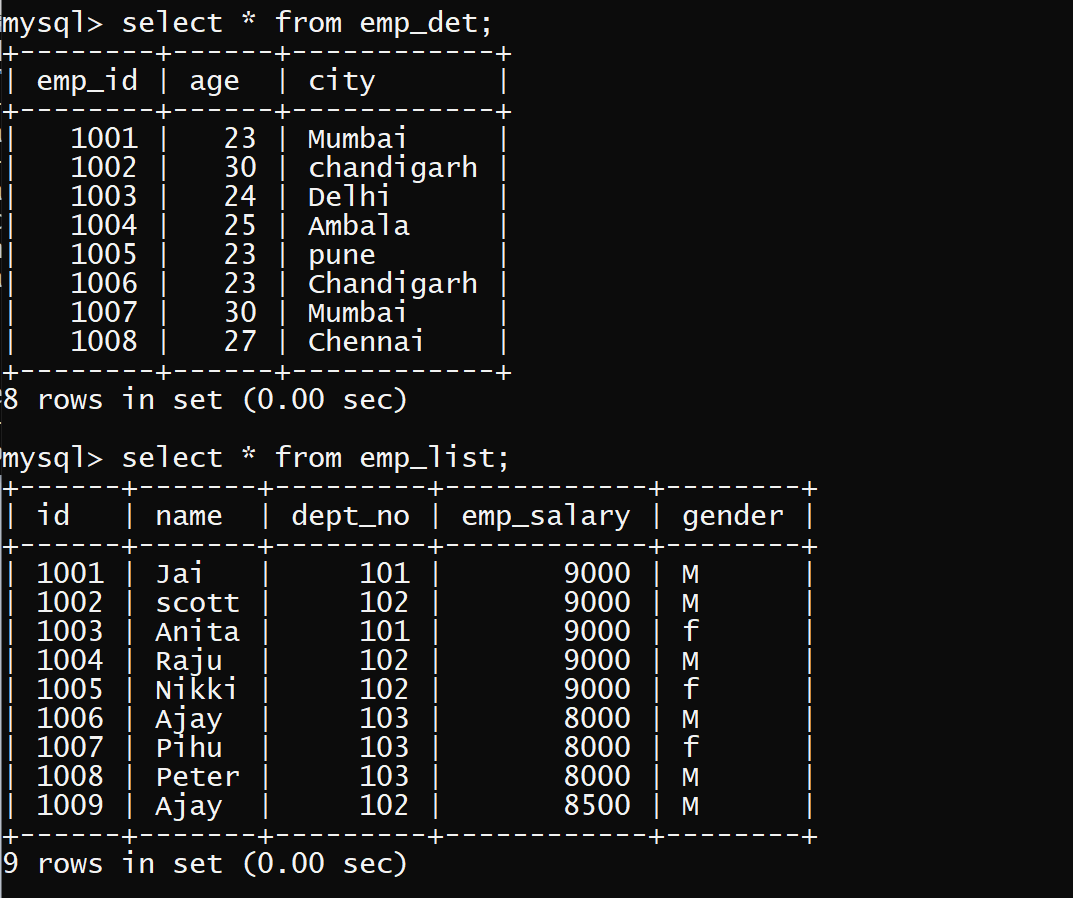 mysql> select * from emp_det;
+--------+------+------------+
| emp_id | age  | city       |
+--------+------+------------+
|   1001 |   23 | Mumbai     |
|   1002 |   30 | chandigarh |
|   1003 |   24 | Delhi      |
|   1004 |   25 | Ambala     |
|   1005 |   23 | pune       |
|   1006 |   23 | Chandigarh |
|   1007 |   30 | Mumbai     |
|   1008 |   27 | Chennai    |
+--------+------+------------+
8 rows in set (0.00 sec)

mysql> select * from emp_list;
+------+-------+---------+------------+--------+
| id   | name  | dept_no | emp_salary | gender |
+------+-------+---------+------------+--------+
| 1001 | Jai   |     101 |       9000 | M      |
| 1002 | scott |     102 |       9000 | M      |
| 1003 | Anita |     101 |       9000 | f      |
| 1004 | Raju  |     102 |       9000 | M      |
| 1005 | Nikki |     102 |       9000 | f      |
| 1006 | Ajay  |     103 |       8000 | M      |
| 1007 | Pihu  |     103 |       8000 | f      |
| 1008 | Peter |     103 |       8000 | M      |
| 1009 | Ajay  |     102 |       8500 | M      |
+------+-------+---------+------------+--------+
9 rows in set (0.00 sec)